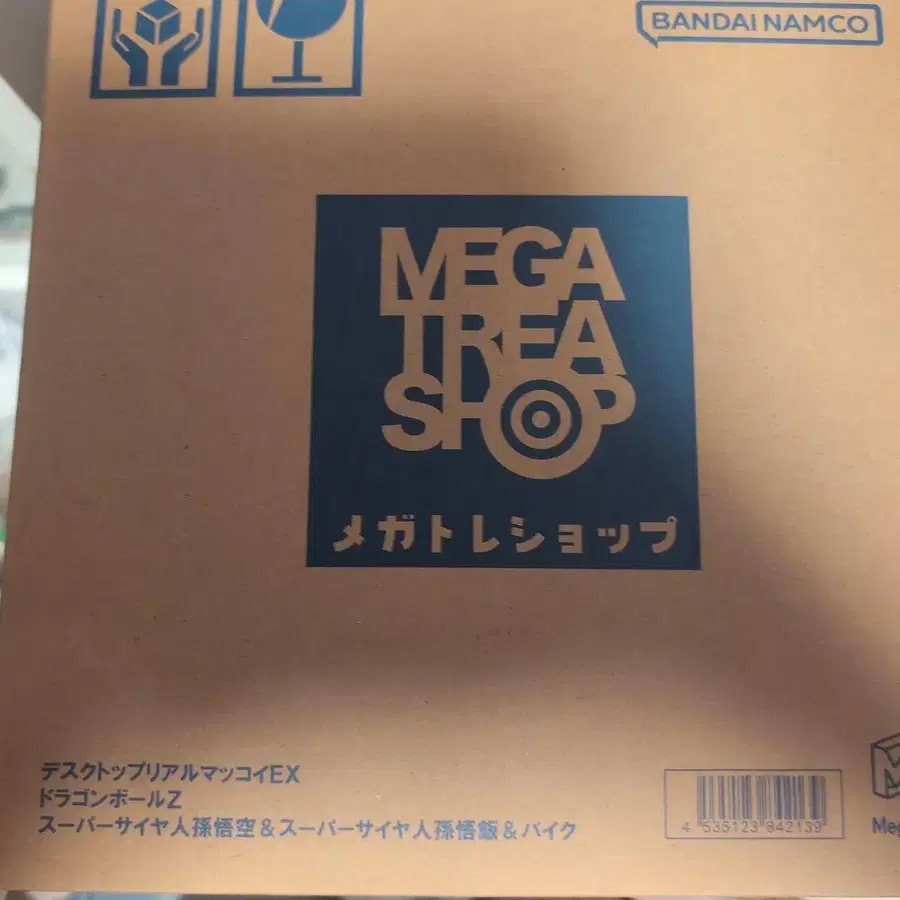 BANDAI NAMCO
MEGA
TREA
SHOP
メガトレショップ
デスクトップリアルマッコイEX
ドラゴンボールZ
スーパーサイヤ人孫悟空&スーパーサイヤ人孫悟飯&バイク
4 535123 842139
Meg